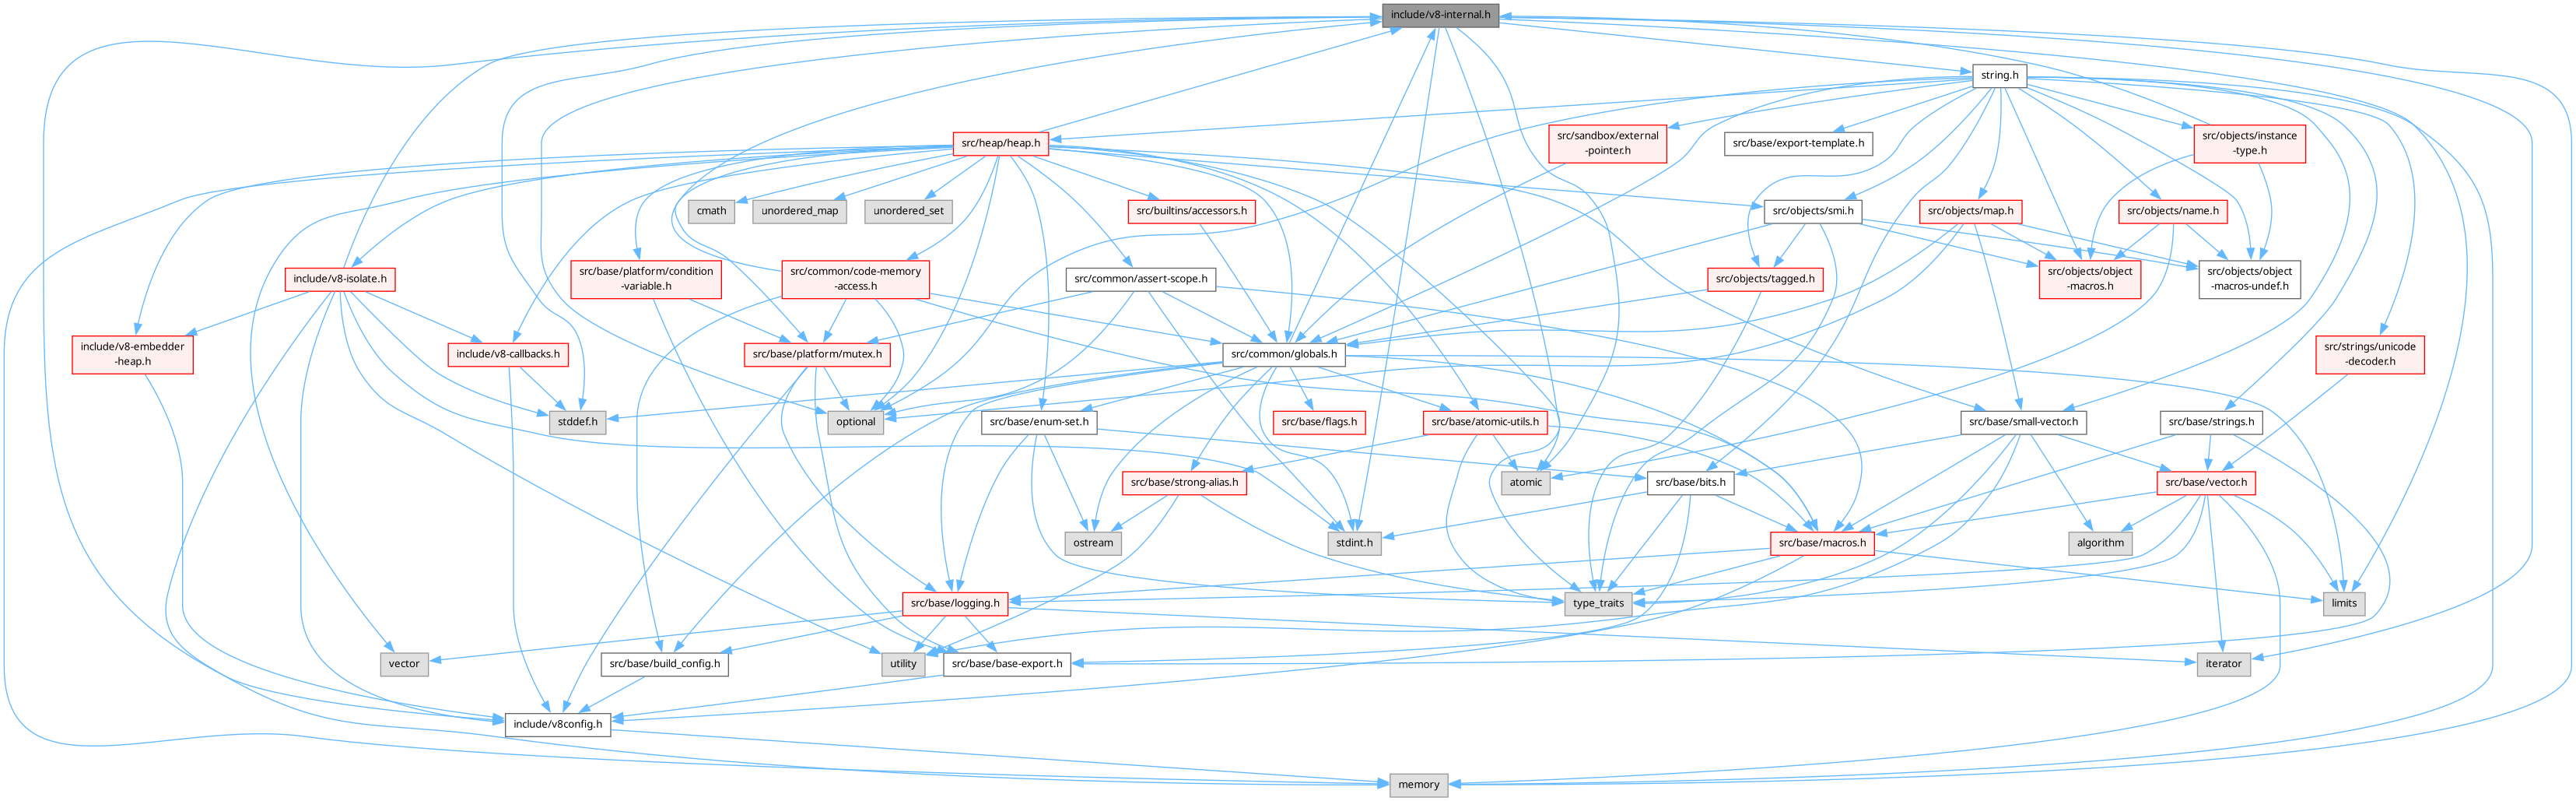 include/v8-internal.h
string.h
src/heap/heap.h
src/sandbox/external
-pointer.h
src/base/export-template.h
src/objects/instance
-type.h
cmath
unordered_map
unordered_set
src/builtins/accessors.h
src/objects/smi.h
src/objects/map.h
src/objects/name.h
include/v8-isolate.h
src/base/platform/condition
-variable.h
src/common/code-memory
-access.h
src/common/assert-scope.h
src/objects/tagged.h
src/objects/object
-macros.h
src/objects/object
-macros-undef.h
include/v8-embedder
-heap.h
include/v8-callbacks.h
src/base/platform/mutex.h
src/common/globals.h
src/strings/unicode
-decoder.h
stddef.h
optional
src/base/enum-set.h
src/base/flags.h
src/base/atomic-utils.h
src/base/small-vector.h
src/base/strings.h
src/base/strong-alias.h
atomic
src/base/bits.h
src/base/vector.h
ostream
stdint.h
src/base/macros.h
algorithm
src/base/logging.h
type_traits
limits
vector
src/base/build_config.h
utility
src/base/base-export.h
iterator
include/v8config.h
memory